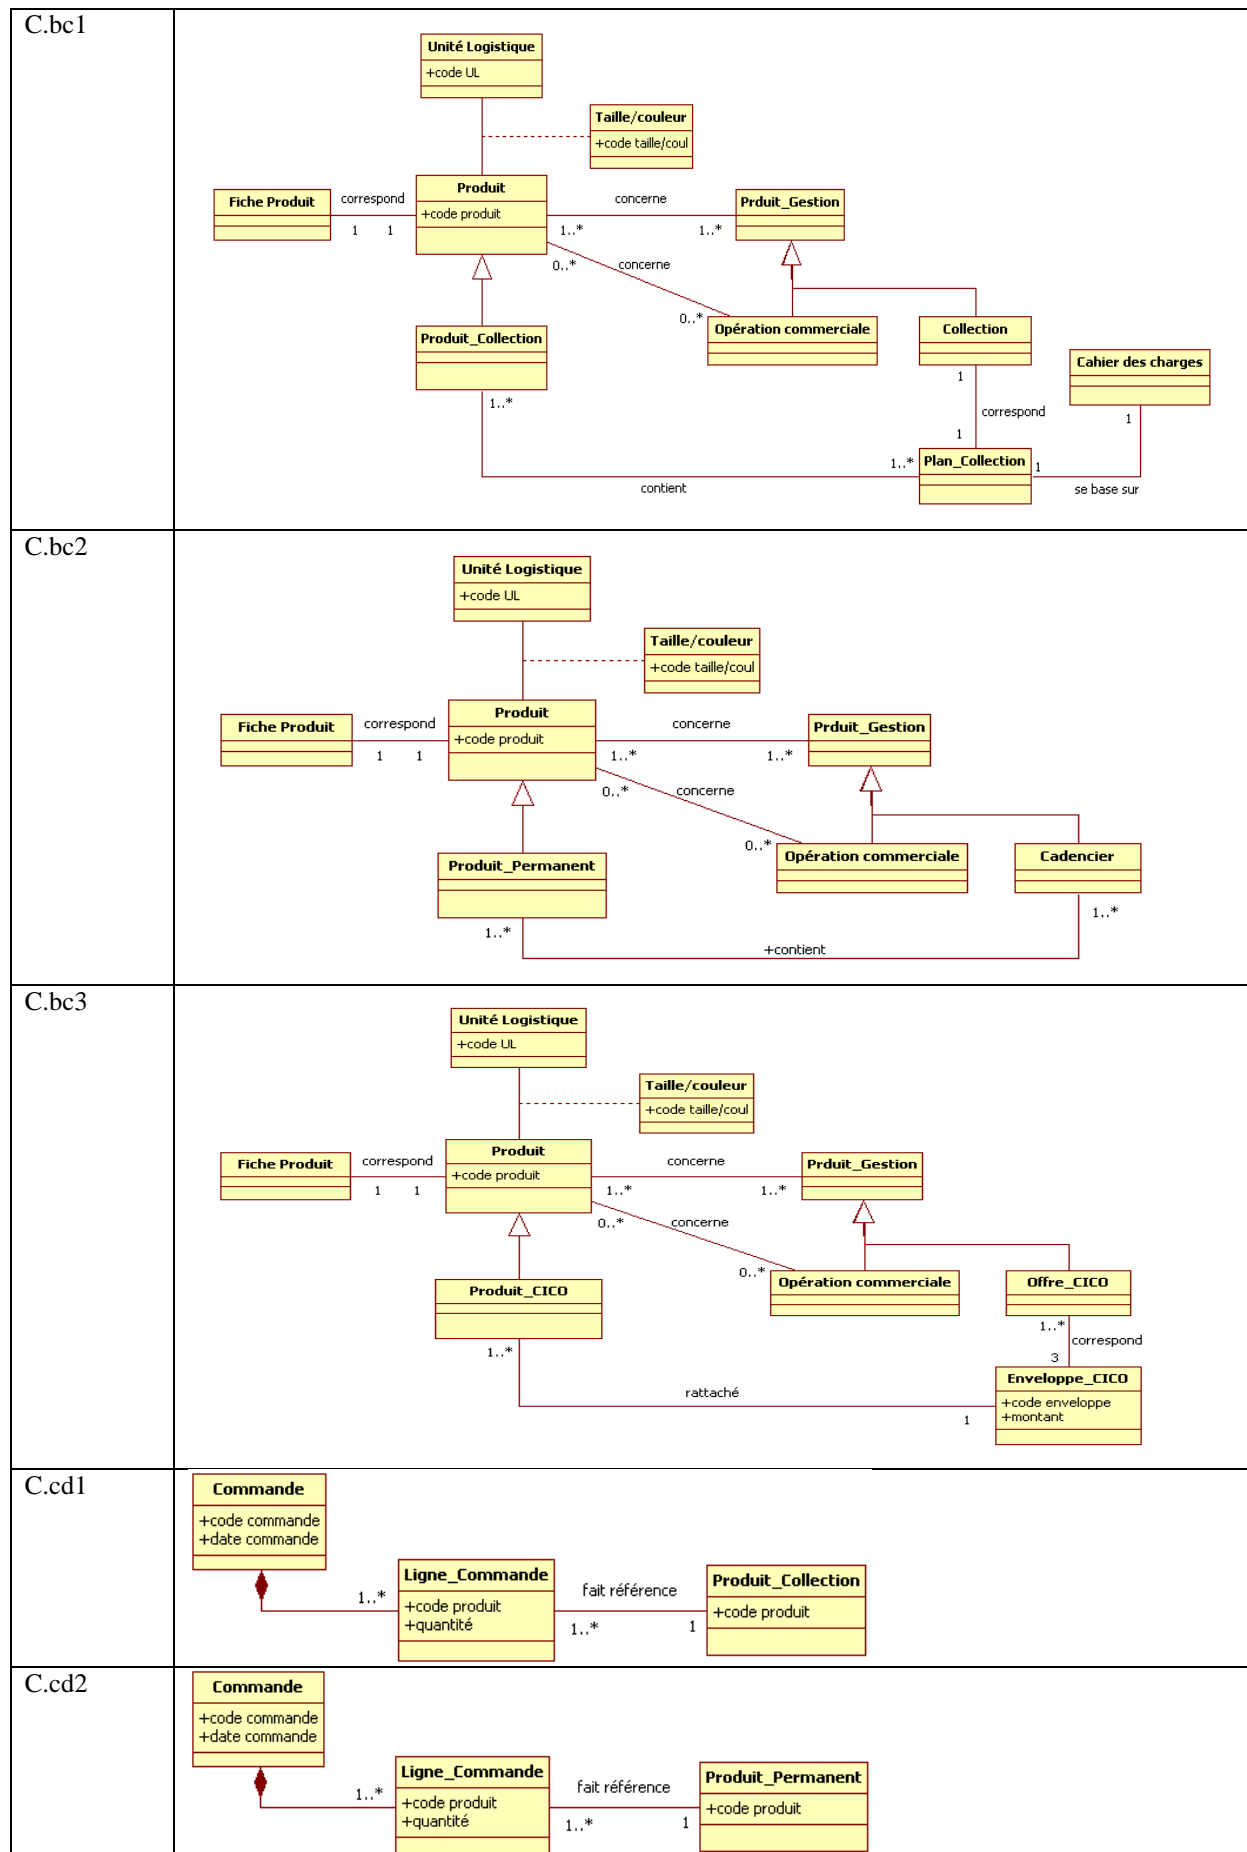 C.bc1
Unité Logistique
+code UL
Taille/couleur
+code taille/coul
Fiche Produit
correspond
1 1
Produit
+code produit
concerne
1..* 1..*
Prduit_Gestion
0..*
concerne
0..*
Opération commerciale
Collection
Produit_Collection
1..*
Cahier des charges
1
correspond
1
1
1..*
Plan_Collection
1
contient
se base sur
C.bc2
Unité Logistique
+code UL
Taille/couleur
+code taille/coul
Fiche Produit
correspond
1 1
Produit
+code produit
concerne
1..* 1..*
Prduit_Gestion
0..*
concerne
0..*
Opération commerciale
Cadencier
Produit_Permanent
1..*
1..*
+contient
C.bc3
Unité Logistique
+code UL
Taille/couleur
+code taille/coul
Fiche Produit
correspond
1 1
Produit
+code produit
concerne
1..* 1..*
Prduit_Gestion
0..*
concerne
0..*
Opération commerciale
Offre_CICO
Produit_CICO
1..*
1..*
correspond
3
Enveloppe_CICO
+code enveloppe
+montant
rattaché
1
C.cd1
Commande
+code commande
+date commande
1..*
Ligne_Commande
+code produit
+quantité
fait référence
1..* 1
Produit_Collection
+code produit
C.cd2
Commande
+code commande
+date commande
1..*
Ligne_Commande
+code produit
+quantité
fait référence
1..* 1
Produit_Permanent
+code produit